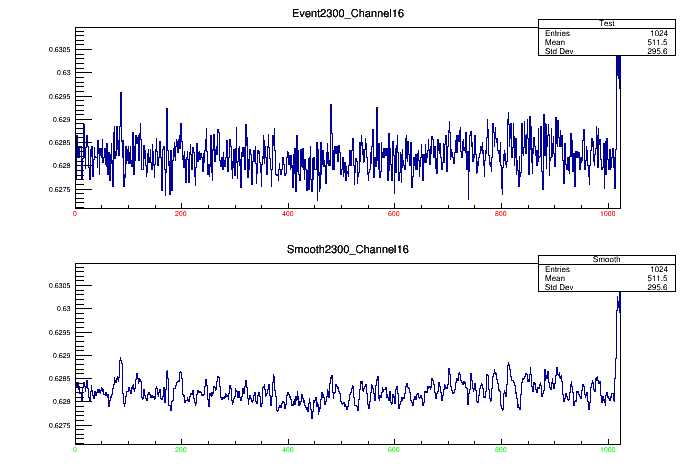 Event2300_Channel16
Test
Entries 1024
Mean 511.5
Std Dev 295.6
0.6305
0.63
0.6295
0.629
0.6285
0.628
0.6275
0 200 400 600 800 1000
Smooth2300_Channel16
Smooth
Entries 1024
Mean 511.5
Std Dev 295.6
0.6305
0.63
0.6295
0.629
0.6285
0.628
0.6275
0 200 400 600 800 1000